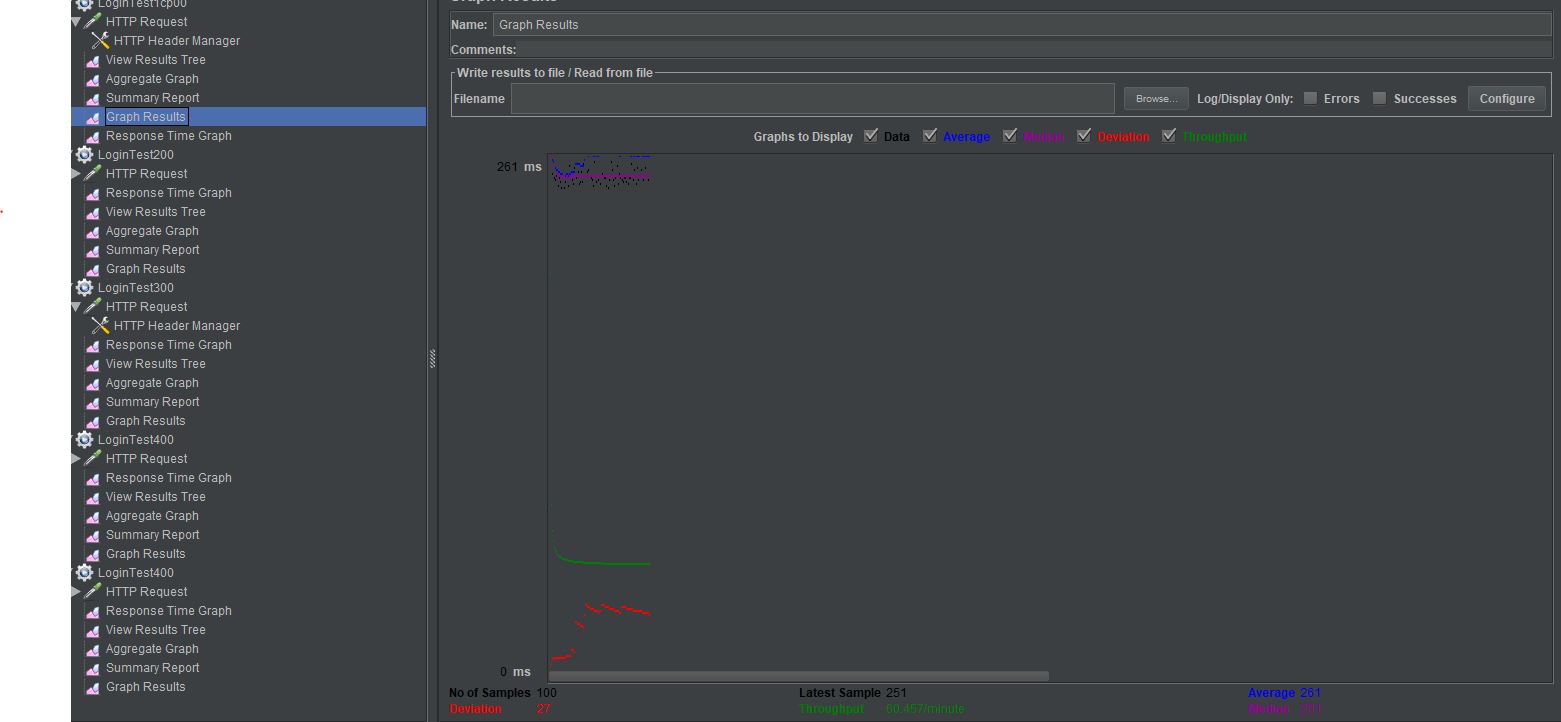 LoginTest1cp00
HTTP Request
HTTP Header Manager
View Results Tree
Aggregate Graph
Summary Report
Graph Results
Response Time Graph
LoginTest200
HTTP Request
Response Time Graph
View Results Tree
Aggregate Graph
Summary Report
Graph Results
LoginTest300
HTTP Request
HTTP Header Manager
Response Time Graph
View Results Tree
Aggregate Graph
Summary Report
Graph Results
LoginTest400
HTTP Request
Response Time Graph
View Results Tree
Aggregate Graph
Summary Report
Graph Results
LoginTest400
HTTP Request
Response Time Graph
View Results Tree
Aggregate Graph
Summary Report
Graph Results
Graph Results
Name: Graph Results
Comments:
Write results to file / Read from file
Filename Browse... Log/Display Only: Errors Successes Configure
Graphs to Display Data Average Median Deviation Throughput
261 ms
0 ms
No of Samples 100 Latest Sample 251 Average 261
Deviation 27 Throughput 60.457/minute Median